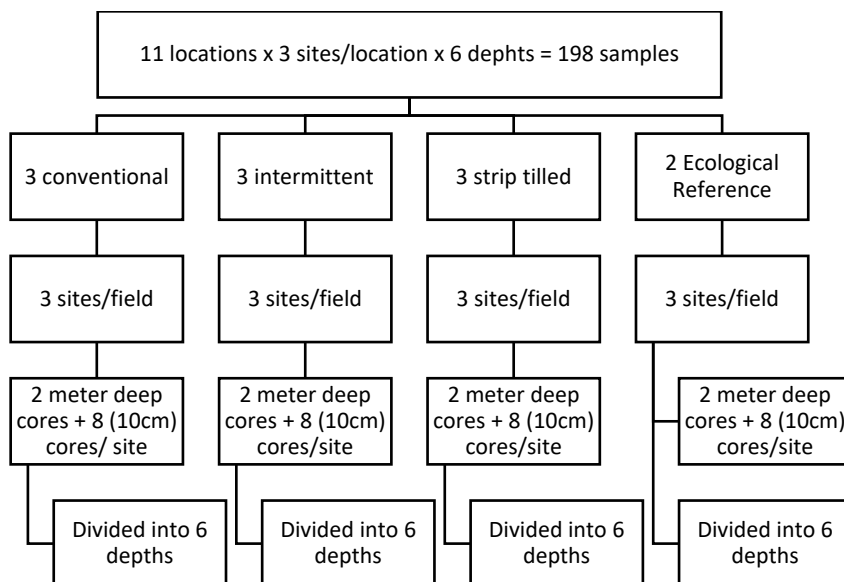 11 locations x 3 sites/location x 6 dephts = 198 samples
3 conventional
3 intermittent
3 strip tilled
2 Ecological
Reference
3 sites/field
3 sites/field
3 sites/field
3 sites/field
2 meter deep
cores + 8 (10cm)
cores/ site
2 meter deep
cores + 8 (10cm)
cores/site
2 meter deep
cores + 8 (10cm)
cores/site
2 meter deep
cores + 8 (10cm)
cores/site
Divided into 6
depths
Divided into 6
depths
Divided into 6
depths
Divided into 6
depths